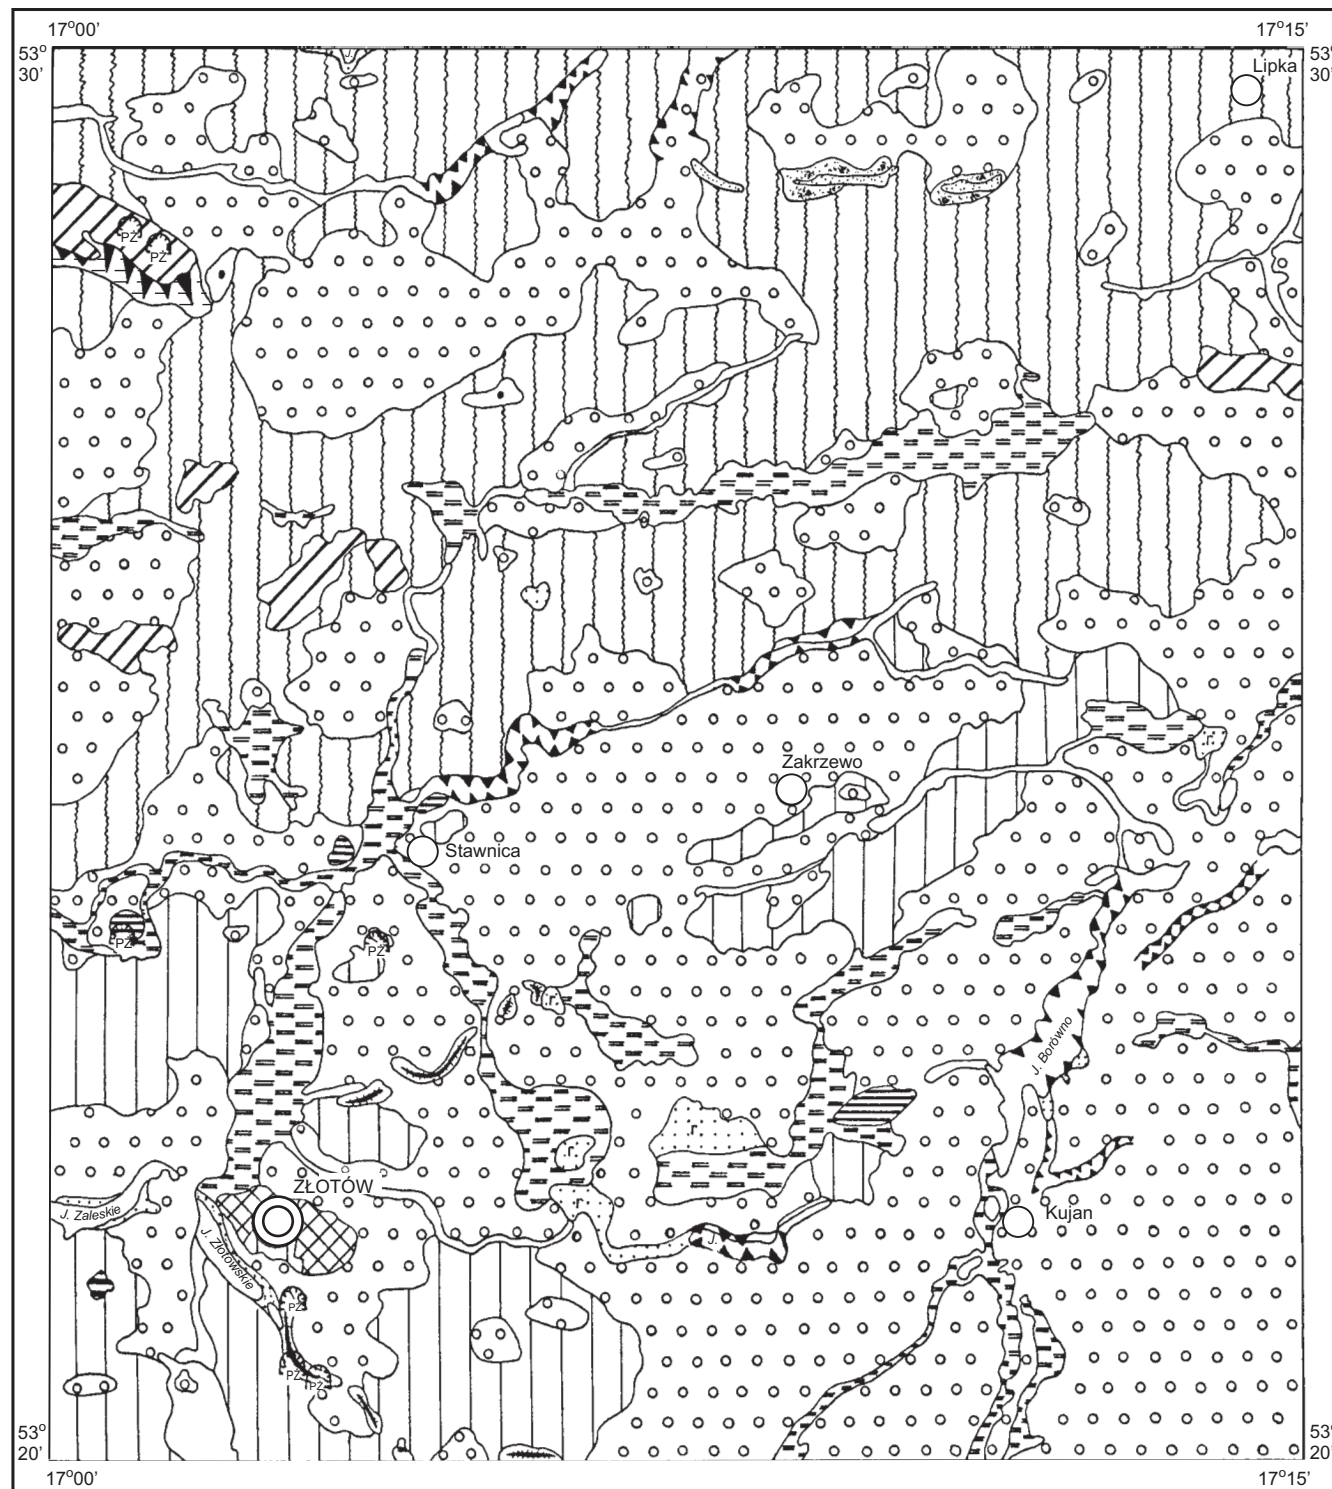 17°00' 17°15'
53° 53°
30' 30'
Lipka
J.
PŻ
PŻ
Zakrzewo
Stawnica
PŻ
PŻ
J. Borówno
ZŁOTÓW
J. Zaleskie
J. Złotowskie
J.
Kujan
PŻ
PŻ
PŻ
53° 53°
20' 20'
17°00' 17°15'